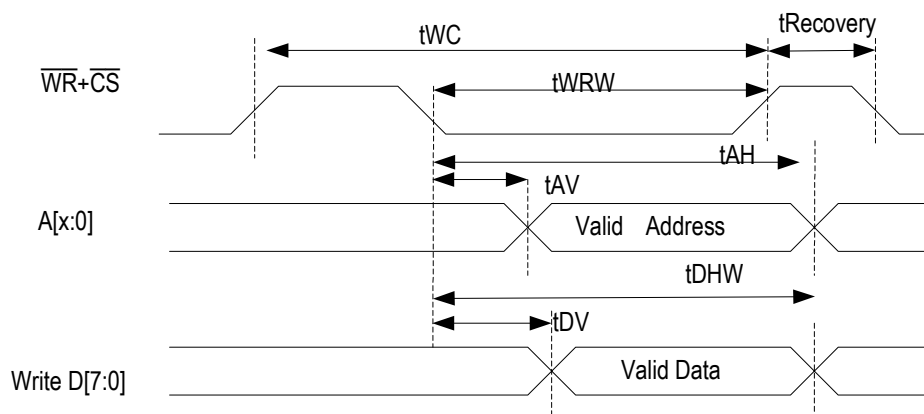 tWC
tRecovery
WR+CS
tWRW
tAH
tAV
A[x:0]
Valid Address
tDHW
tDV
Write D[7:0]
Valid Data